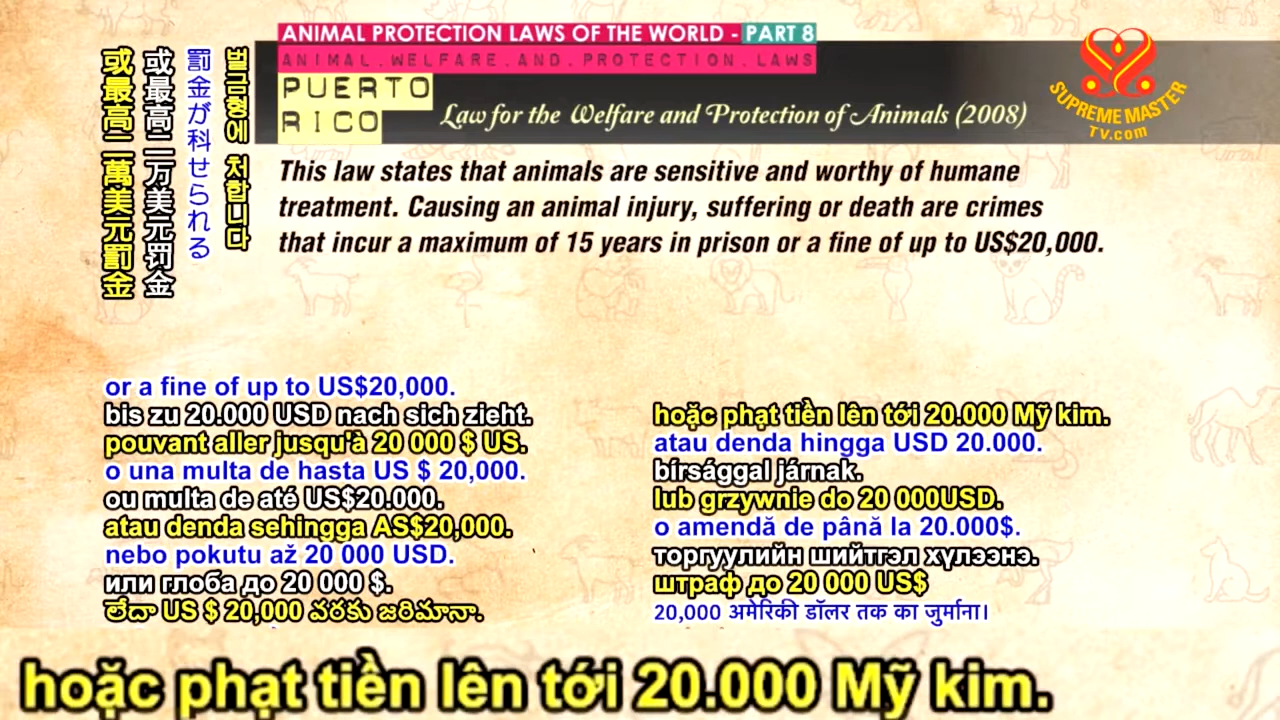 ANIMAL PROTECTION LAWS OF THE WORLD - PART 8
ANIMAL.WELFARE.AND.PROTECTION.LAWS
PUERTO
RICO
Law for the Welfare and Protection of Animals (2008)
SUPREME MASTER
TV.com
This law states that animals are sensitive and worthy of humane
treatment. Causing an animal injury, suffering or death are crimes
that incur a maximum of 15 years in prison or a fine of up to US$20,000.
벌금형에 처합니다
罰金が科せられる
或最高二万美元罚金
或最高二萬美元罰金
or a fine of up to US$20,000.
bis zu 20.000 USD nach sich zieht.
pouvant aller jusqu'à 20 000 $ US.
o una multa de hasta US $ 20,000.
ou multa de até US$20.000.
atau denda sehingga AS$20,000.
nebo pokutu až 20 000 USD.
или глоба до 20 000 $.
లేదా US $ 20,000 వరకు జరిమానా.
hoặc phạt tiền lên tới 20.000 Mỹ kim.
atau denda hingga USD 20.000.
bírsággal járnak.
lub grzywnie do 20 000USD.
o amendă de până la 20.000$.
торгуулийн шийтгэл хүлээнэ.
штраф до 20 000 US$
20,000 अमेरिकी डॉलर तक का जुर्माना।
hoặc phạt tiền lên tới 20.000 Mỹ kim.